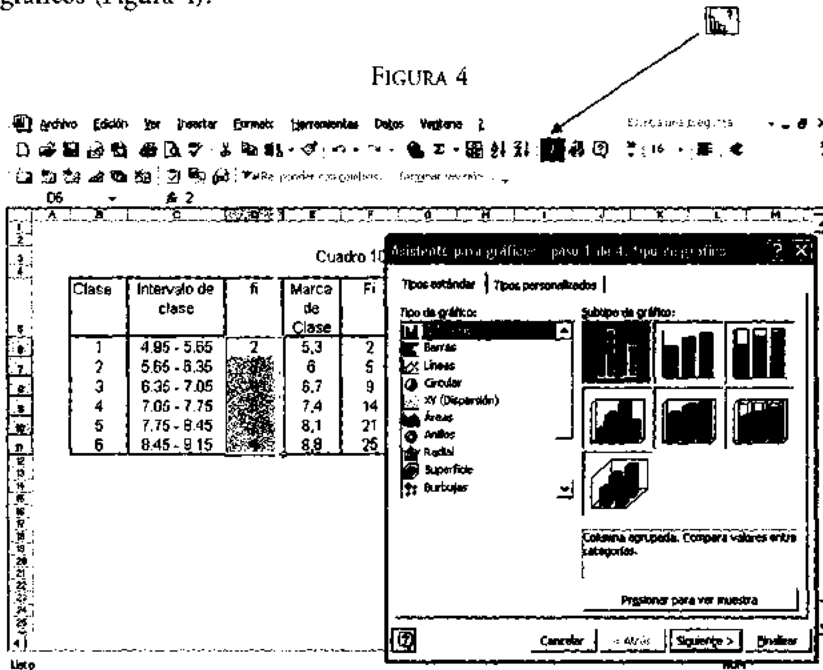 gráficos (Figura 4).
FIGURA 4
Archivo Edición Ver Insertar Formato Herramientas Datos Ventana ?
16
D6 2
A B C D E F G H I J K L M
Cuadro 10
Clase Intervalo de clase fi Marca de Clase Fi
1 4.95 - 5.65 2 5,3 2
2 5.65 - 6.35 6 5
3 6.35 - 7.05 6,7 9
4 7.05 - 7.75 7,4 14
5 7.75 - 8.45 8,1 21
6 8.45 - 9.15 8,8 25
Asistente para gráficos - paso 1 de 4: tipo de gráfico
Tipos estándar Tipos personalizados
Tipo de gráfico:
Barras
Líneas
Circular
XY (Dispersión)
Áreas
Anillos
Radial
Superficie
Burbujas
Subtipo de gráfico:
Columna agrupada. Compara valores entre
categorías.
Presionar para ver muestra
Cancelar < Atrás Siguiente > Finalizar
Listo NUM